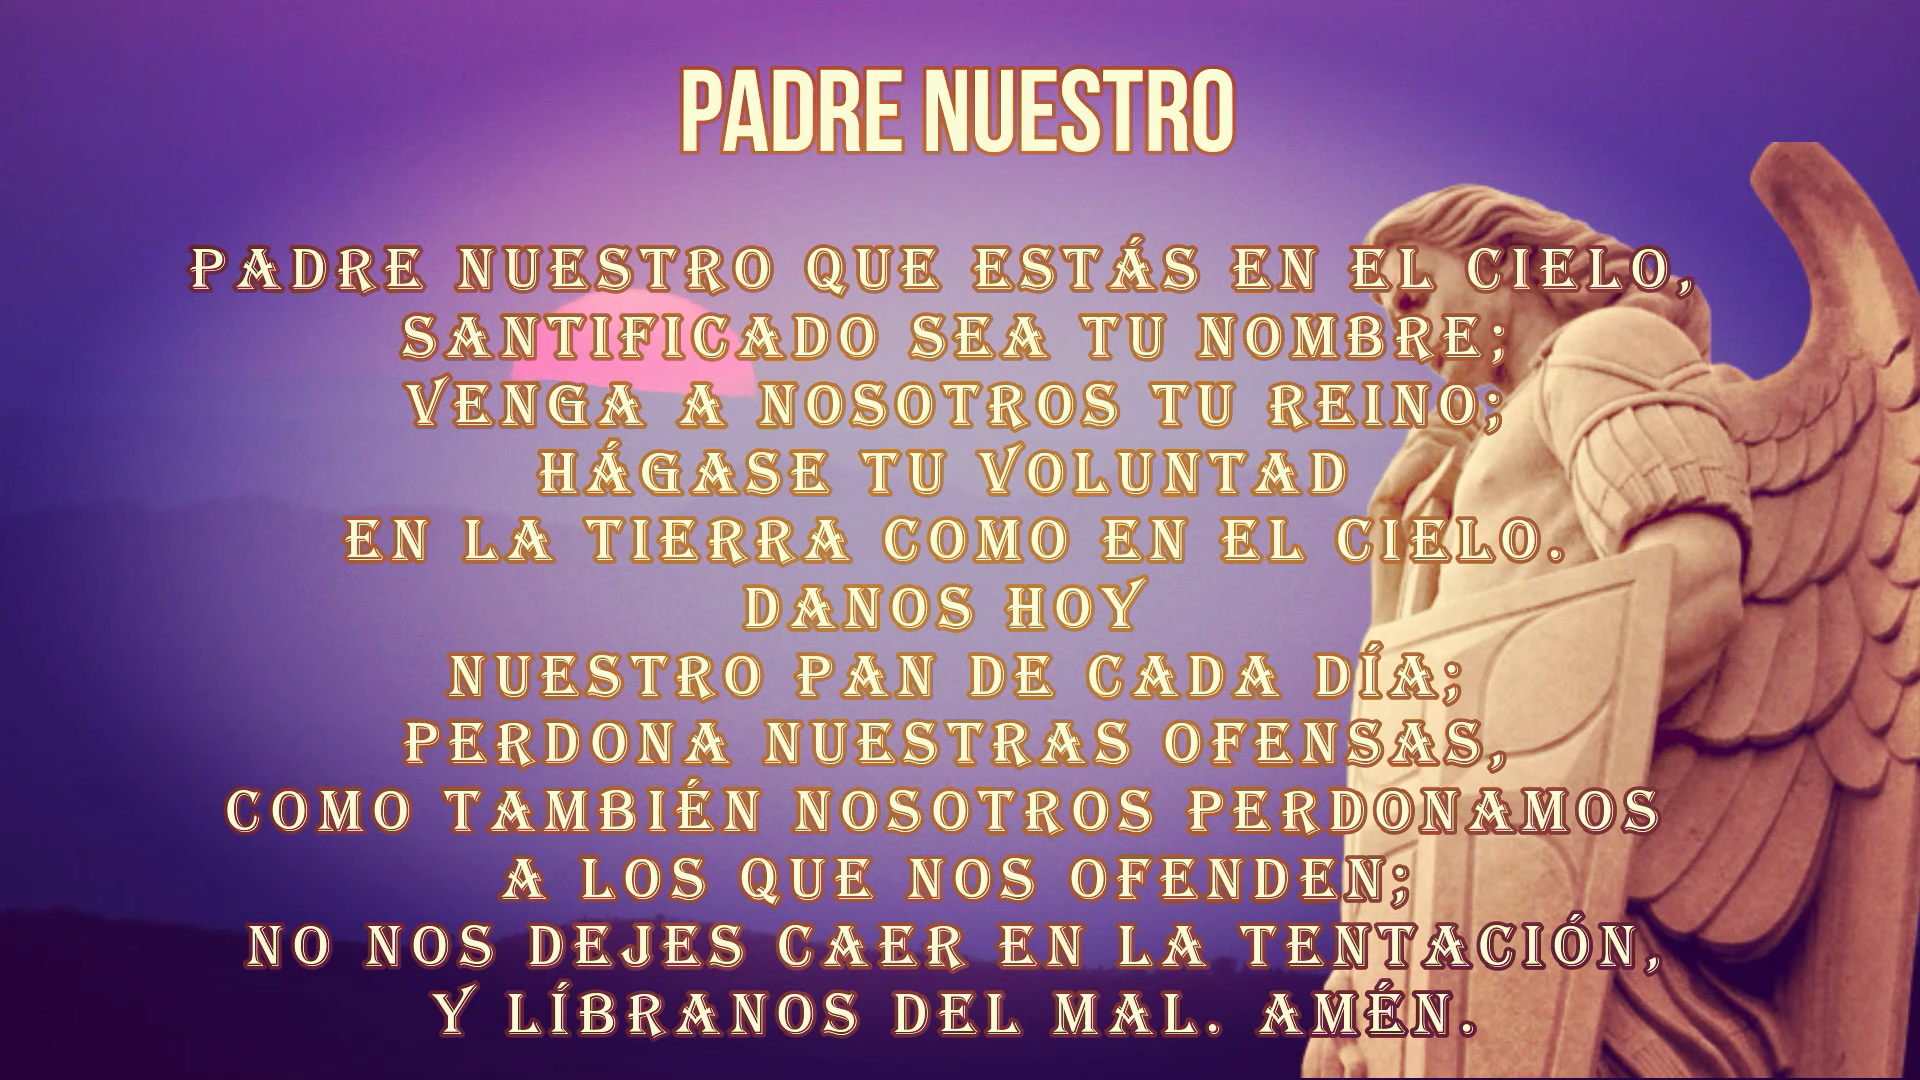 PADRE NUESTRO
PADRE NUESTRO QUE ESTÁS EN EL CIELO,
SANTIFICADO SEA TU NOMBRE;
VENGA A NOSOTROS TU REINO;
HÁGASE TU VOLUNTAD
EN LA TIERRA COMO EN EL CIELO.
DANOS HOY
NUESTRO PAN DE CADA DÍA;
PERDONA NUESTRAS OFENSAS,
COMO TAMBIÉN NOSOTROS PERDONAMOS
A LOS QUE NOS OFENDEN;
NO NOS DEJES CAER EN LA TENTACIÓN,
Y LÍBRANOS DEL MAL. AMÉN.